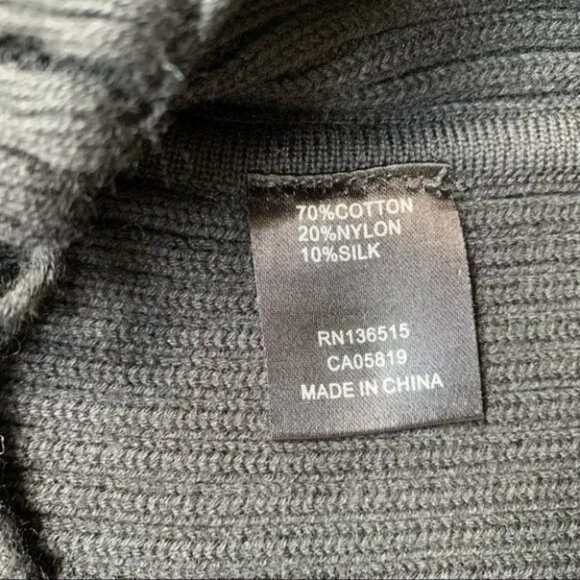 70%COTTON
20%NYLON
10%SILK
RN136515
CA05819
MADE IN CHINA